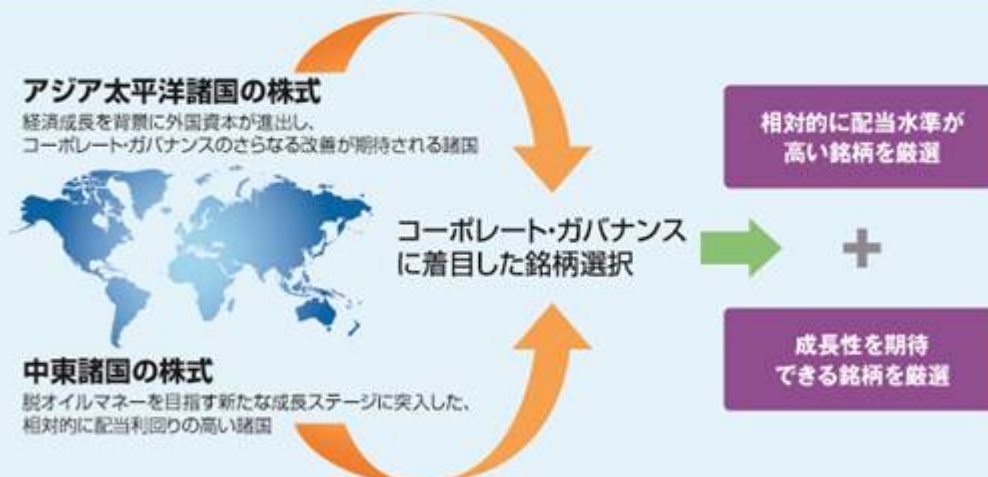 アジア太平洋諸国の株式
経済成長を背景に外国資本が進出し、
コーポレート・ガバナンスのさらなる改善が期待される諸国
コーポレート・ガバナンス
に着目した銘柄選択
中東諸国の株式
脱オイルマネーを目指す新たな成長ステージに突入した、
相対的に配当利回りの高い諸国
相対的に配当水準が
高い銘柄を厳選
+
成長性を期待
できる銘柄を厳選